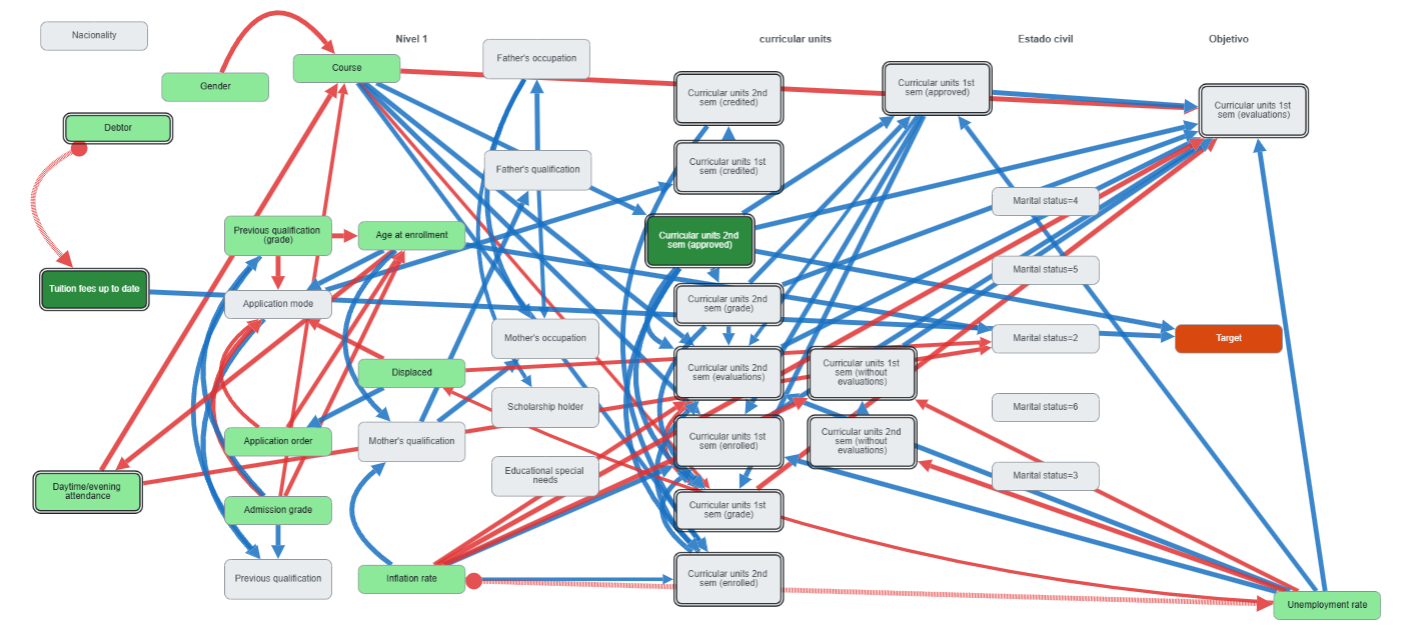 Nacionality
Nivel 1
curricular units
Estado civil
Objetivo
Father's occupation
Course
Gender
Curricular units 2nd
sem (credited)
Curricular units 1st
sem (approved)
Curricular units 1st
sem (evaluations)
Debtor
Father's qualification
Curricular units 1st
sem (credited)
Marital status=4
Previous qualification
(grade)
Age at enrollment
Curricular units 2nd
sem (approved)
Marital status=5
Tuition fees up to date
Application mode
Curricular units 2nd
sem (grade)
Mother's occupation
Marital status=2
Target
Displaced
Curricular units 2nd
sem (evaluations)
Curricular units 1st
sem (without
evaluations)
Scholarship holder
Marital status=6
Application order
Mother's qualification
Curricular units 1st
sem (enrolled)
Curricular units 2nd
sem (without
evaluations)
Educational special
needs
Marital status=3
Daytime/evening
attendance
Admission grade
Curricular units 1st
sem (grade)
Previous qualification
Inflation rate
Curricular units 2nd
sem (enrolled)
Unemployment rate